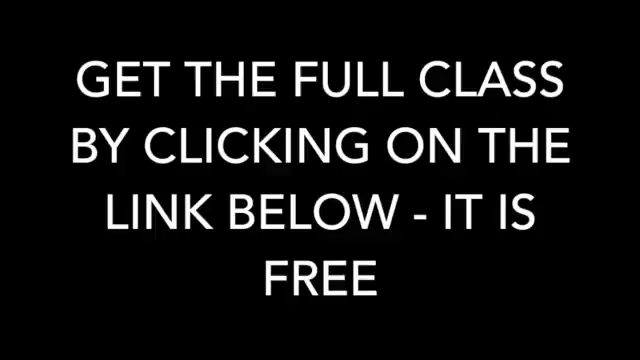 GET THE FULL CLASS
BY CLICKING ON THE
LINK BELOW - IT IS
FREE